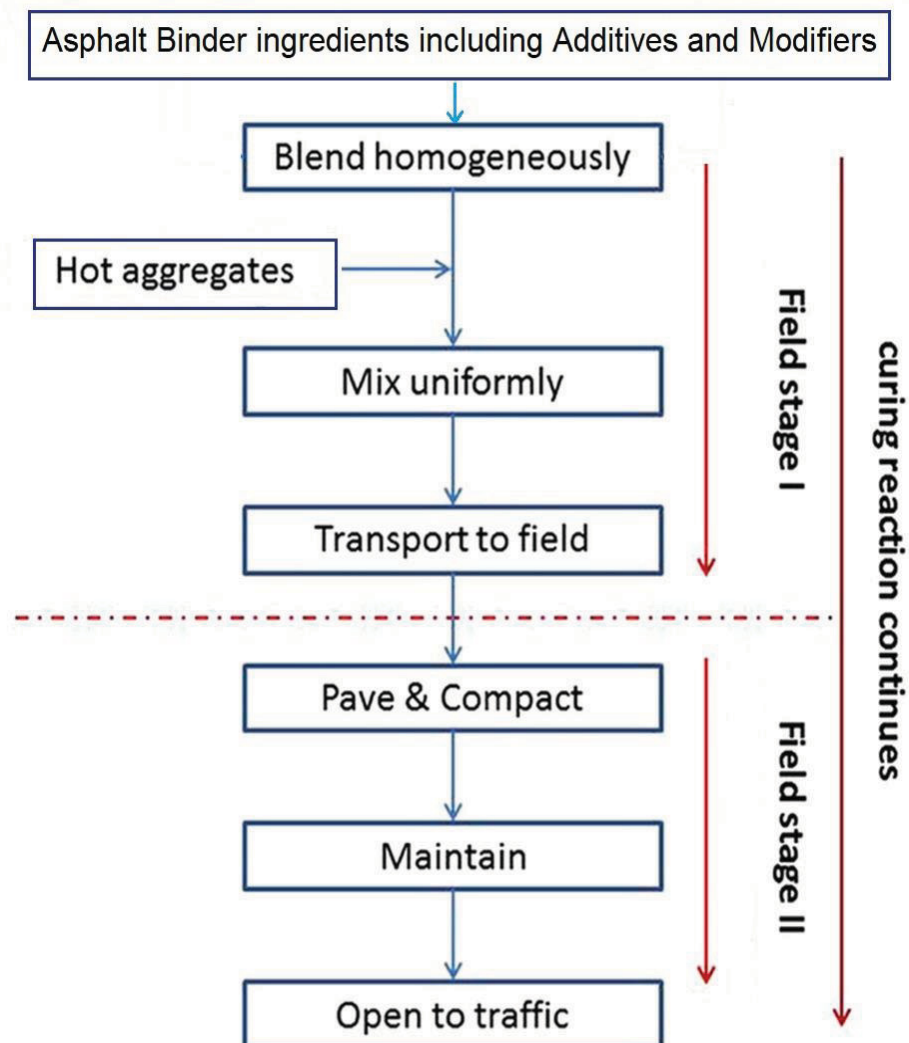 Asphalt Binder ingredients including Additives and Modifiers
Blend homogeneously
Hot aggregates
Mix uniformly
Transport to field
Field stage I
curing reaction continues
Pave & Compact
Maintain
Field stage II
Open to traffic